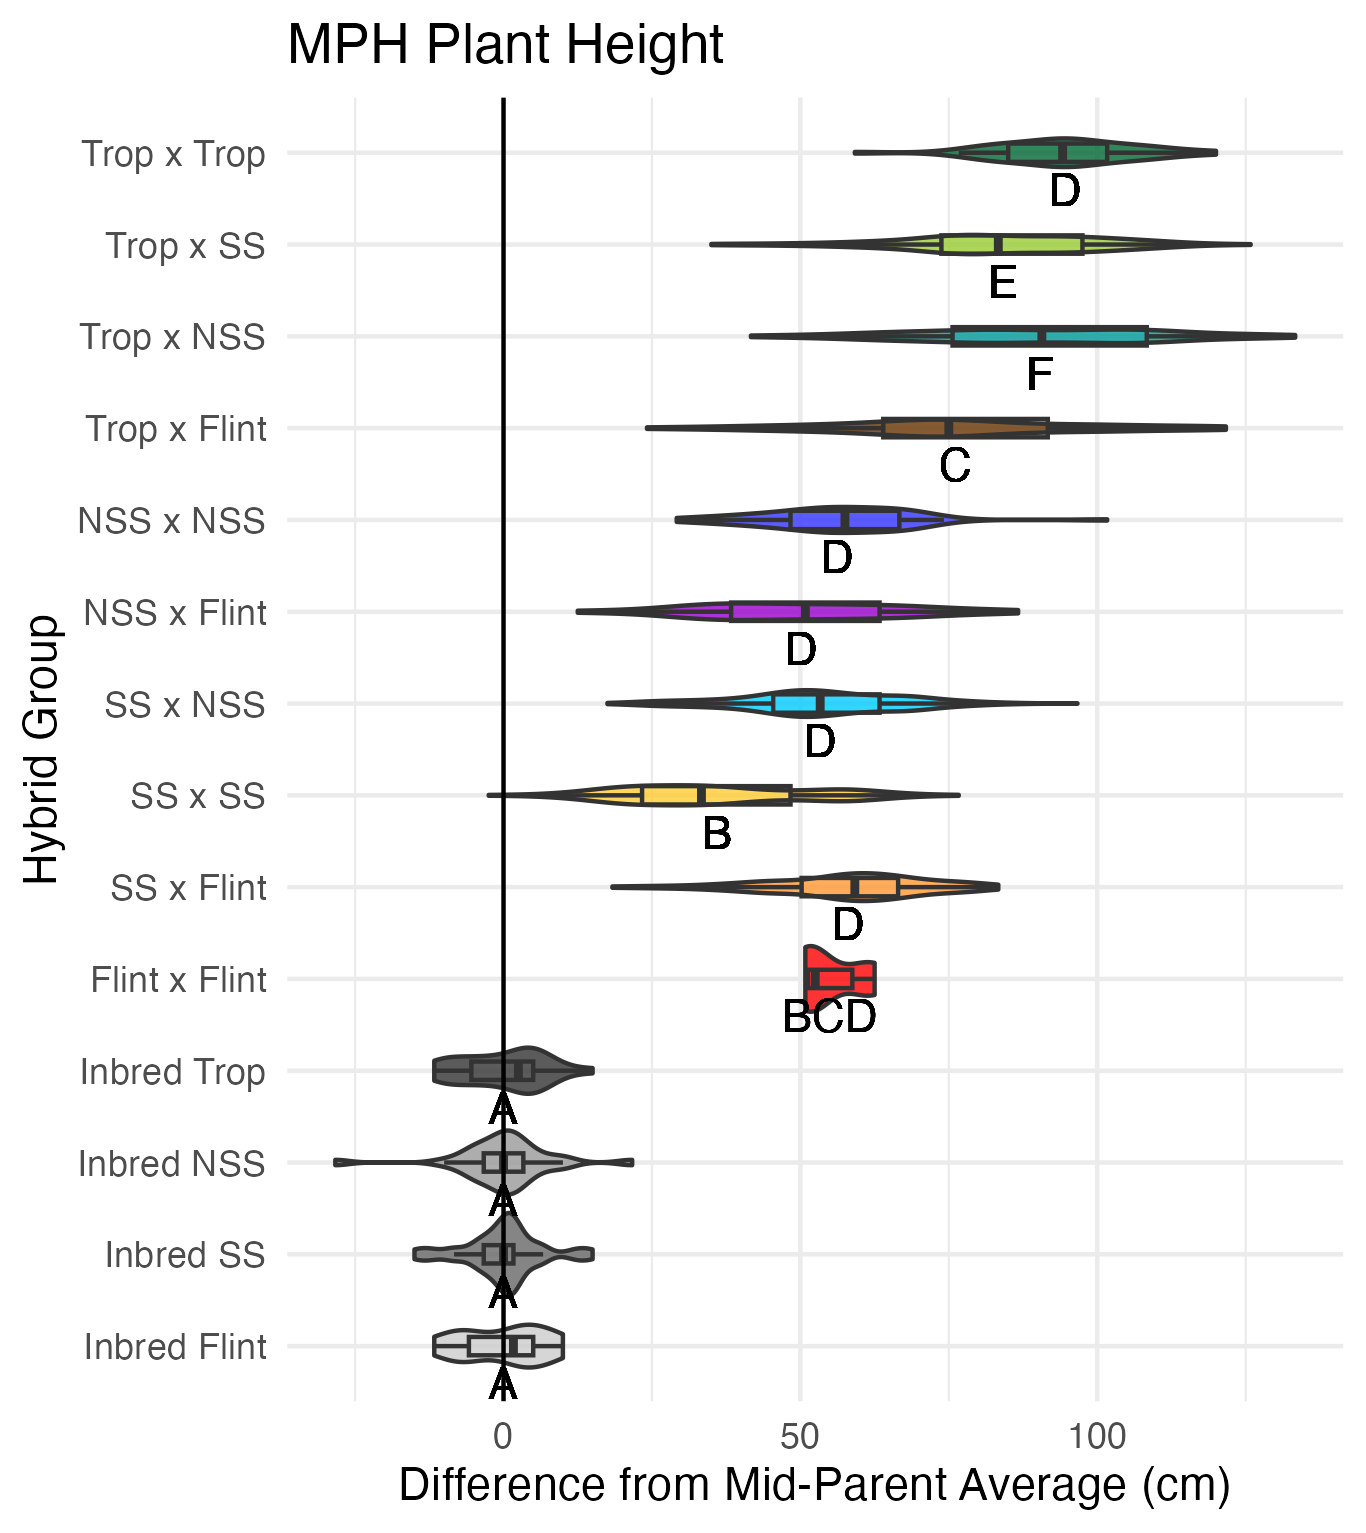 MPH Plant Height
Hybrid Group
Trop x Trop
D
Trop x SS
E
Trop x NSS
F
Trop x Flint
C
NSS x NSS
D
NSS x Flint
D
SS x NSS
D
SS x SS
B
SS x Flint
D
Flint x Flint
BCD
Inbred Trop
A
Inbred NSS
A
Inbred SS
A
Inbred Flint
A
0 50 100
Difference from Mid-Parent Average (cm)